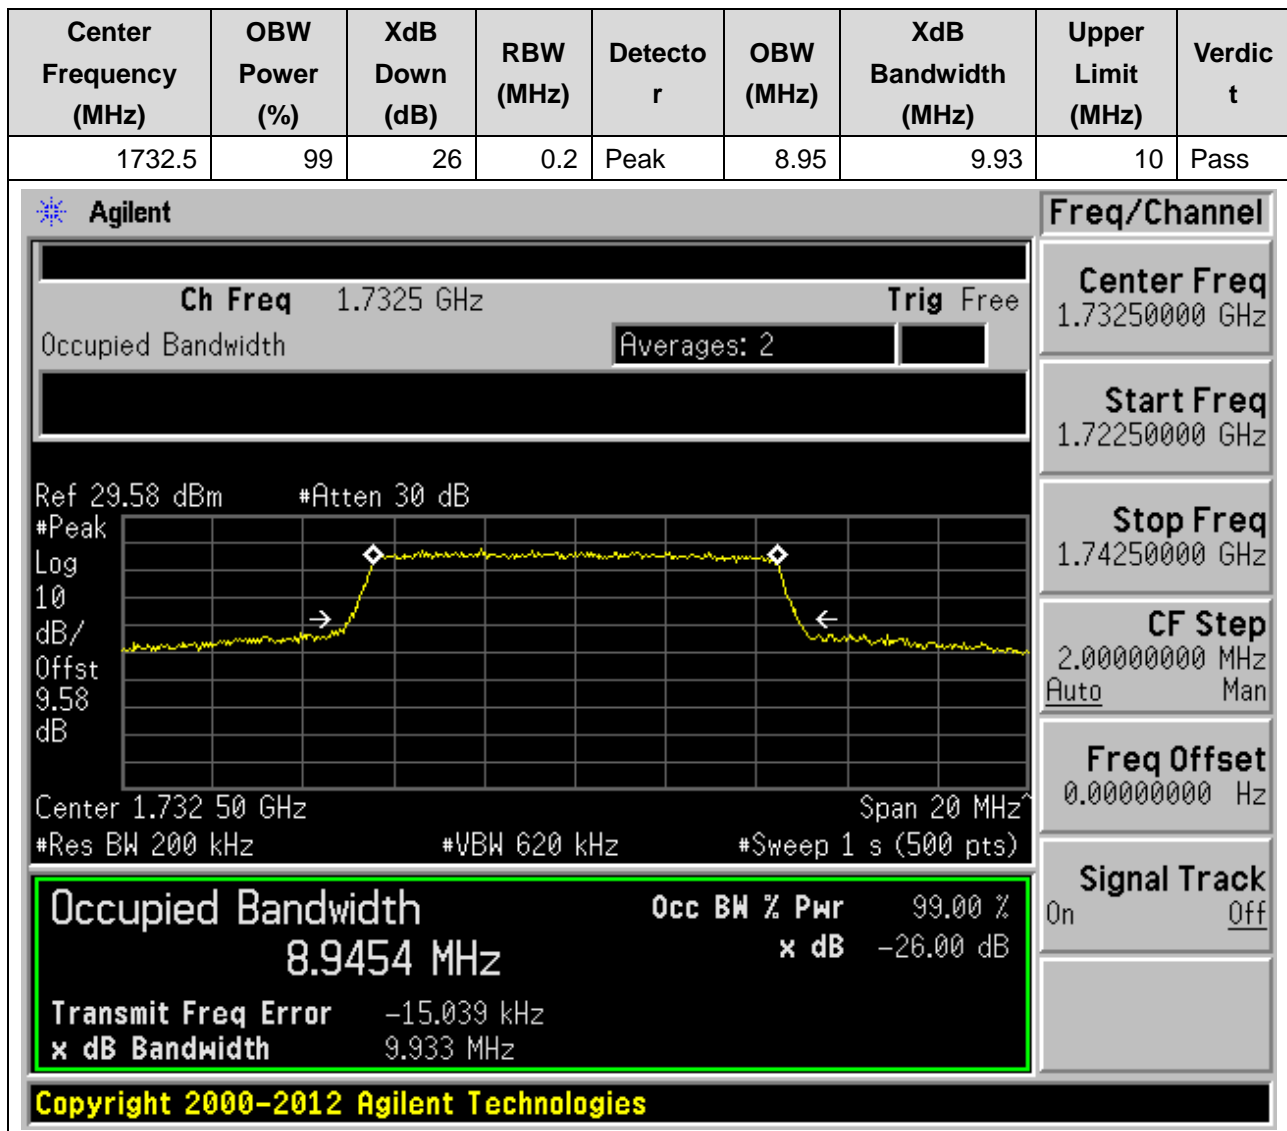 Center Frequency (MHz) OBW Power (%) XdB Down (dB) RBW (MHz) Detecto r OBW (MHz) XdB Bandwidth (MHz) Upper Limit (MHz) Verdic t
1732.5 99 26 0.2 Peak 8.95 9.93 10 Pass
Agilent
Freq/Channel
Ch Freq 1.7325 GHz Trig Free
Occupied Bandwidth Averages: 2
Ref 29.58 dBm #Atten 30 dB
#Peak
Log
10
dB/
Offst
9.58
dB
Center 1.732 50 GHz Span 20 MHz^
#Res BW 200 kHz #VBW 620 kHz #Sweep 1 s (500 pts)
Occupied Bandwidth Occ BW % Pwr 99.00 %
8.9454 MHz x dB -26.00 dB
Transmit Freq Error -15.039 kHz
x dB Bandwidth 9.933 MHz
Center Freq
1.73250000 GHz
Start Freq
1.72250000 GHz
Stop Freq
1.74250000 GHz
CF Step
2.00000000 MHz
Auto Man
Freq Offset
0.00000000 Hz
Signal Track
On Off
Copyright 2000-2012 Agilent Technologies